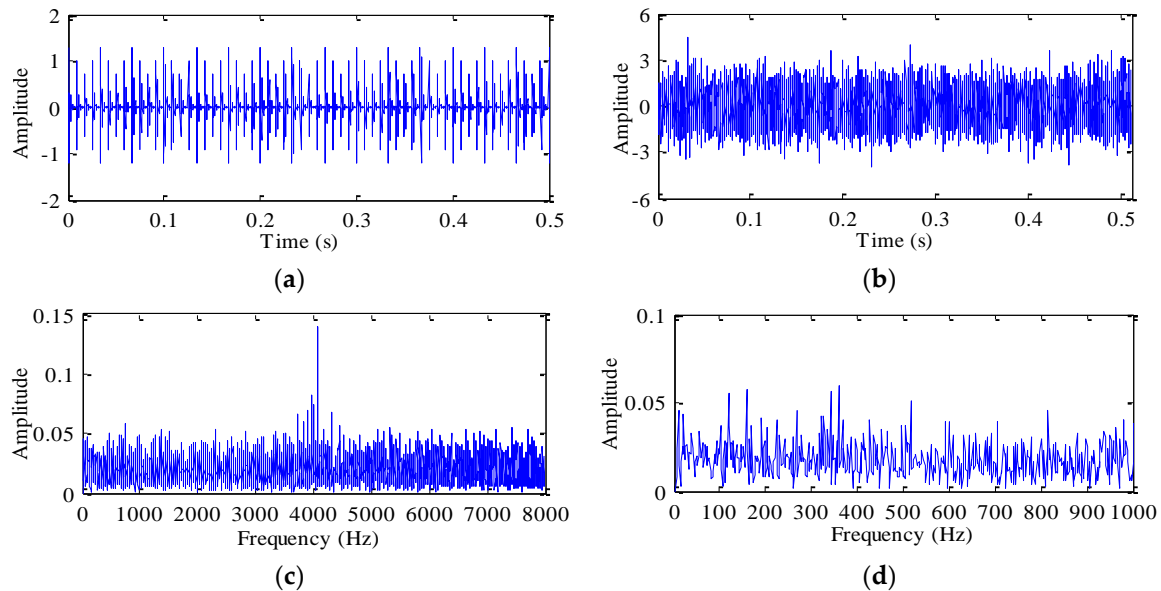 2
1
0
-1
-2
Amplitude
0 0.1 0.2 0.3 0.4 0.5
Time (s)
(a)
6
3
0
-3
-6
Amplitude
0 0.1 0.2 0.3 0.4 0.5
Time (s)
(b)
0.15
0.1
0.05
0
Amplitude
0 1000 2000 3000 4000 5000 6000 7000 8000
Frequency (Hz)
(c)
0.1
0.05
0
Amplitude
0 100 200 300 400 500 600 700 800 900 1000
Frequency (Hz)
(d)